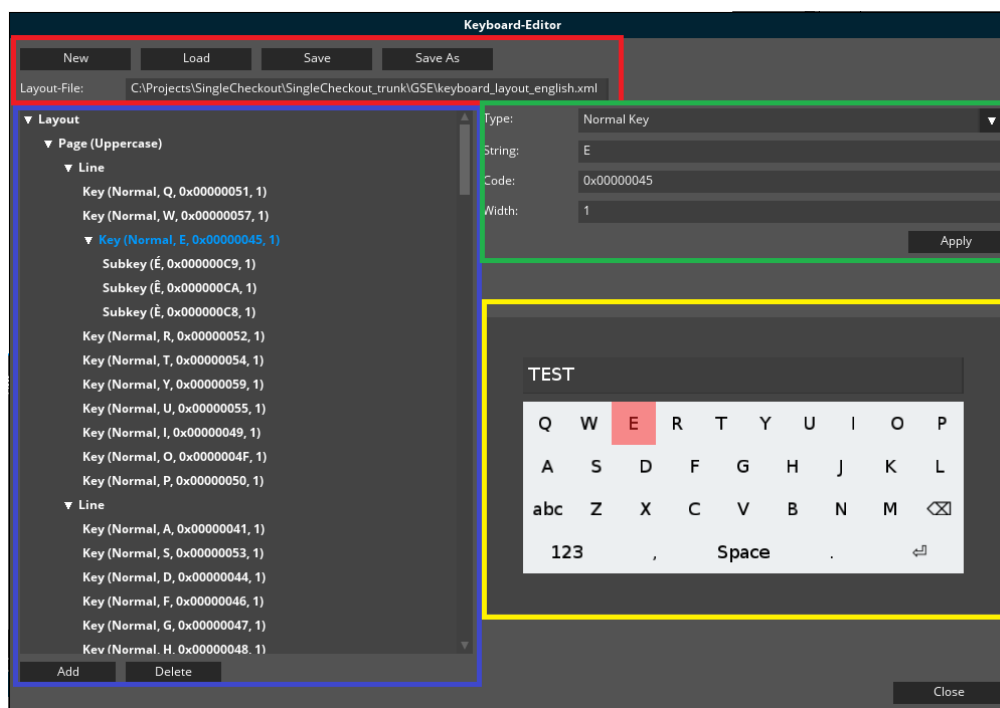 Keyboard-Editor
New Load Save Save As
Layout-File: C:\Projects\SingleCheckout\SingleCheckout_trunk\GSE\keyboard_layout_english.xml
Layout
Page (Uppercase)
Line
Key (Normal, Q, 0x00000051, 1)
Key (Normal, W, 0x00000057, 1)
Key (Normal, E, 0x00000045, 1)
Subkey (É, 0x000000C9, 1)
Subkey (Ê, 0x000000CA, 1)
Subkey (È, 0x000000C8, 1)
Key (Normal, R, 0x00000052, 1)
Key (Normal, T, 0x00000054, 1)
Key (Normal, Y, 0x00000059, 1)
Key (Normal, U, 0x00000055, 1)
Key (Normal, I, 0x00000049, 1)
Key (Normal, O, 0x0000004F, 1)
Key (Normal, P, 0x00000050, 1)
Line
Key (Normal, A, 0x00000041, 1)
Key (Normal, S, 0x00000053, 1)
Key (Normal, D, 0x00000044, 1)
Key (Normal, F, 0x00000046, 1)
Key (Normal, G, 0x00000047, 1)
Key (Normal, H, 0x00000048, 1)
Add Delete
Type: Normal Key
String: E
Code: 0x00000045
Width: 1
Apply
TEST
Q W E R T Y U I O P
A S D F G H J K L
abc Z X C V B N M ⌫
123 , Space . ⏎
Close